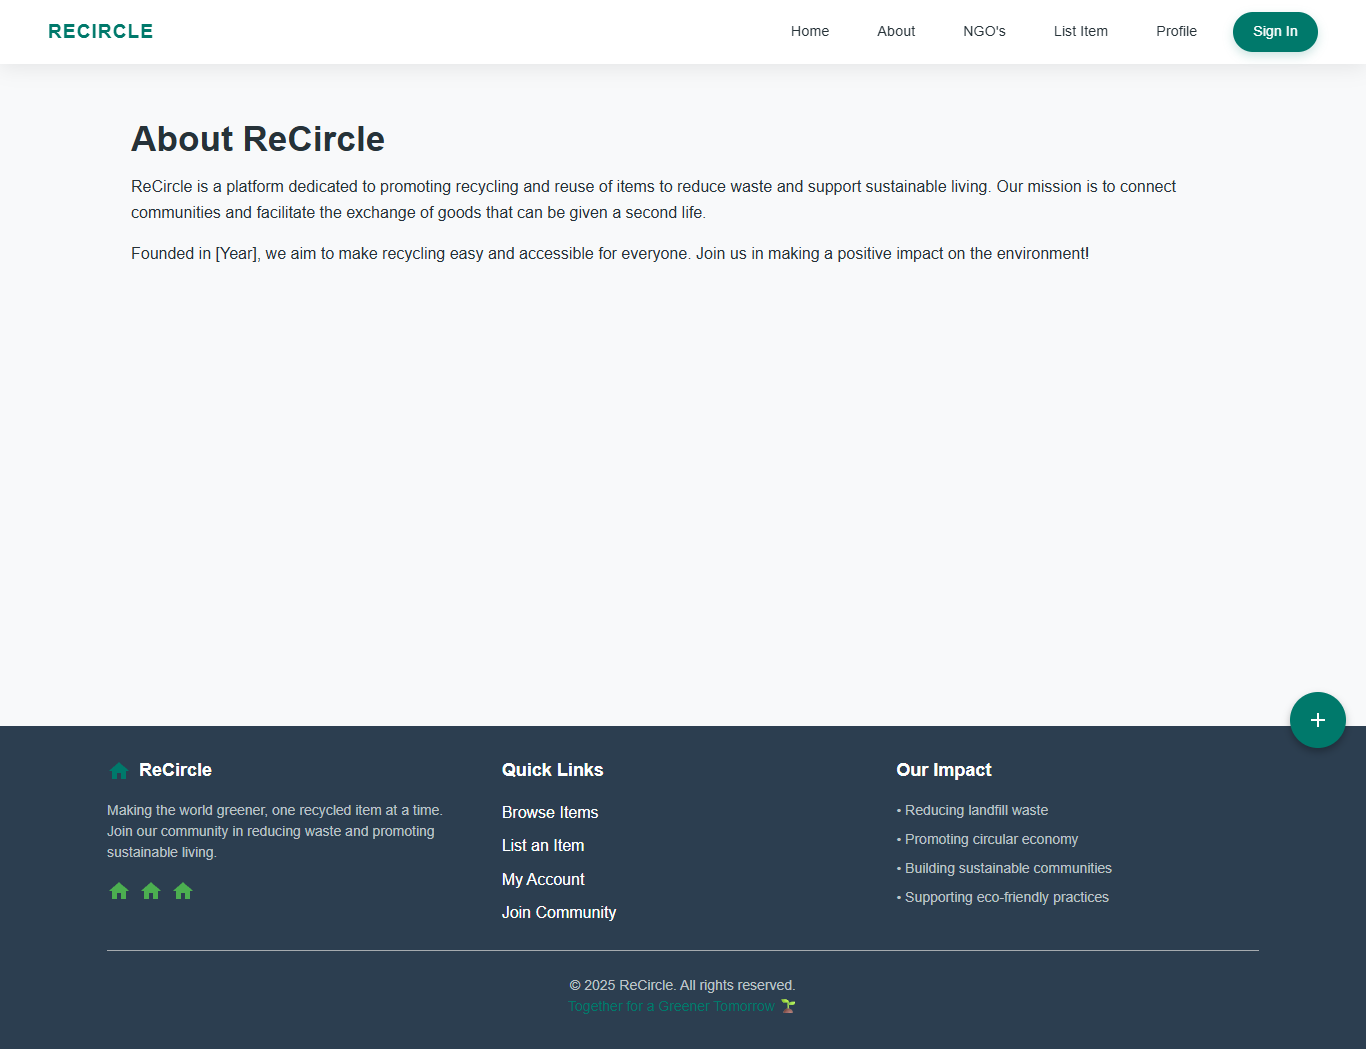 RECIRCLE
Home
About
NGO's
List Item
Profile
Sign In
About ReCircle
ReCircle is a platform dedicated to promoting recycling and reuse of items to reduce waste and support sustainable living. Our mission is to connect
communities and facilitate the exchange of goods that can be given a second life.
Founded in [Year], we aim to make recycling easy and accessible for everyone. Join us in making a positive impact on the environment!
ReCircle
Making the world greener, one recycled item at a time.
Join our community in reducing waste and promoting
sustainable living.
Quick Links
Browse Items
List an Item
My Account
Join Community
Our Impact
• Reducing landfill waste
• Promoting circular economy
• Building sustainable communities
• Supporting eco-friendly practices
© 2025 ReCircle. All rights reserved.
Together for a Greener Tomorrow 🌱